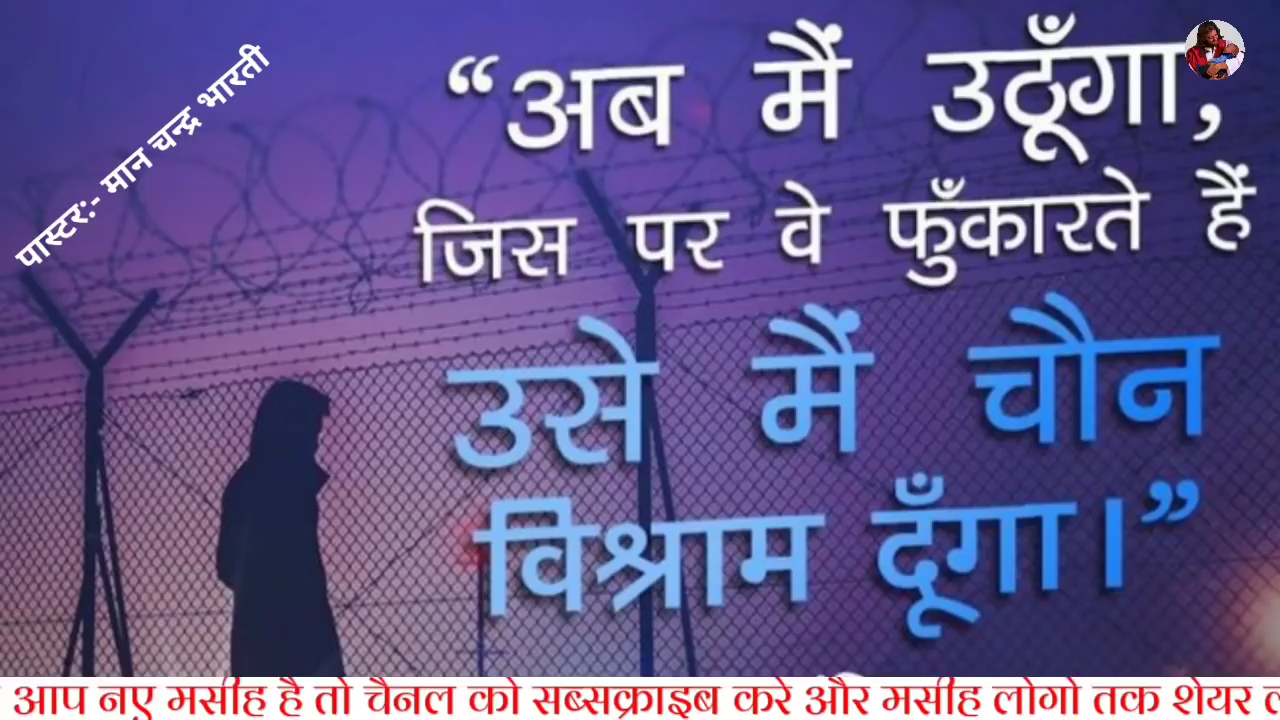 पास्टर:- मान चन्द्र भारती
“अब मैं उठूँगा,
जिस पर वे फुँकारते हैं
उसे मैं चौन
विश्राम दूँगा।”
आप नए मसीह है तो चैनल को सब्सक्राइब करे और मसीह लोगो तक शेयर